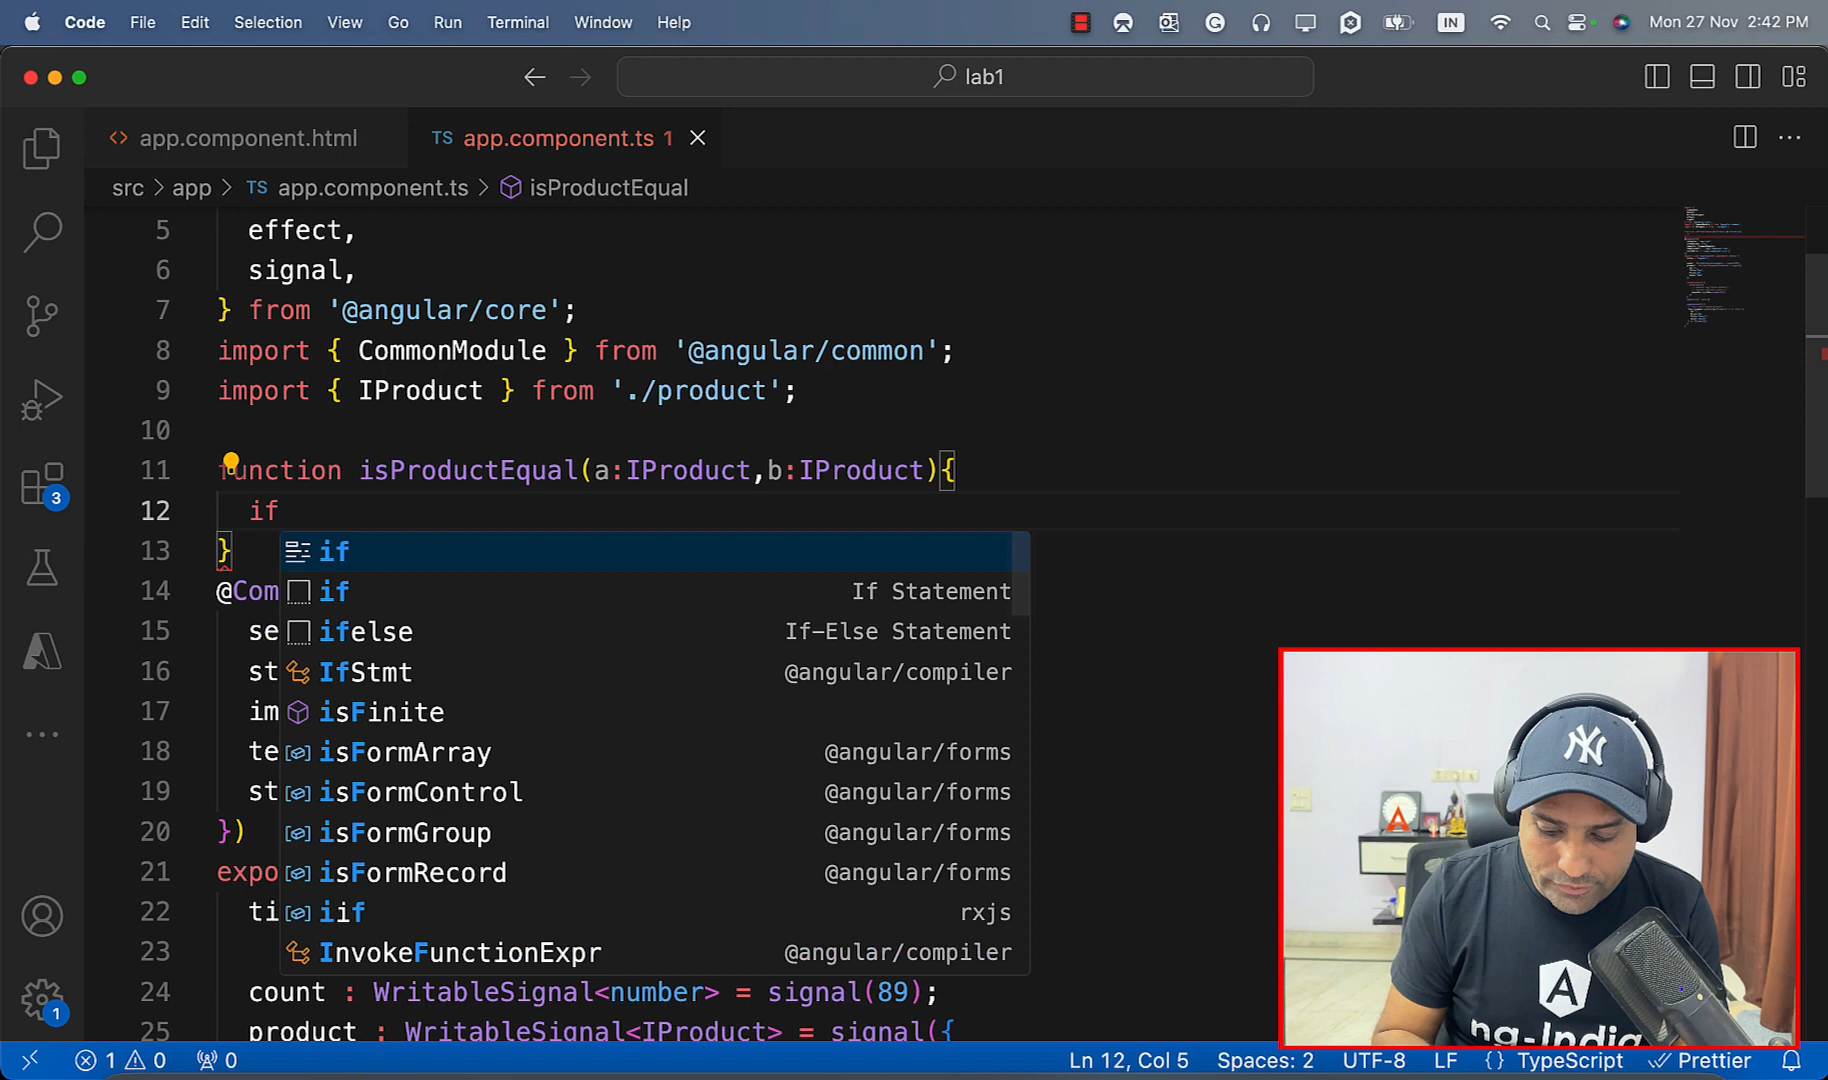 Code File Edit Selection View Go Run Terminal Window Help IN Mon 27 Nov 2:42 PM
lab1
app.component.html TS app.component.ts 1
src > app > TS app.component.ts > isProductEqual
5 effect,
6 signal,
7 } from '@angular/core';
8 import { CommonModule } from '@angular/common';
9 import { IProduct } from './product';
10
11 function isProductEqual(a:IProduct,b:IProduct){
12 if
13 } if
14 @Com if If Statement
15 se ifelse If-Else Statement
16 st IfStmt @angular/compiler
17 im isFinite
18 te isFormArray @angular/forms
19 st isFormControl @angular/forms
20 }) isFormGroup @angular/forms
21 expo isFormRecord @angular/forms
22 ti iif rxjs
23 InvokeFunctionExpr @angular/compiler
24 count : WritableSignal<number> = signal(89);
25 product : WritableSignal<IProduct> = signal({
3
1
NY
A
A
ng-India
1 0 0 Ln 12, Col 5 Spaces: 2 UTF-8 LF {} TypeScript Prettier